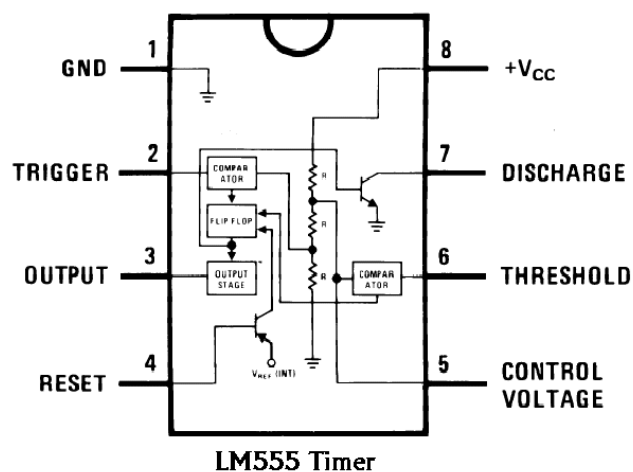 1
GND
2
TRIGGER
3
OUTPUT
4
RESET
8
+VCC
7
DISCHARGE
6
THRESHOLD
5
CONTROL
VOLTAGE
COMPAR
ATOR
FLIP FLOP
OUTPUT
STAGE
R
R
R
COMPAR
ATOR
VREF (INT)
LM555 Timer